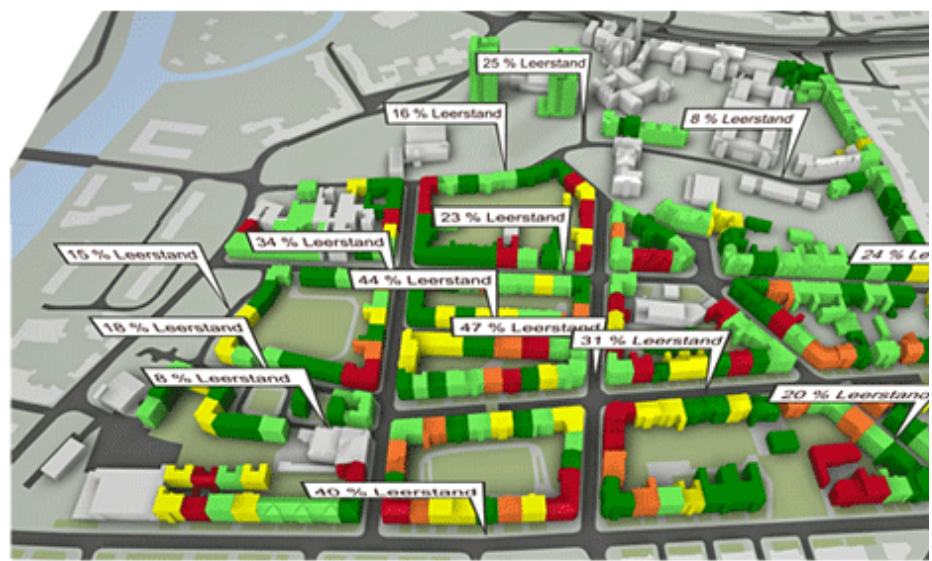 25 % Leerstand
16 % Leerstand
8 % Leerstand
23 % Leerstand
34 % Leerstand
15 % Leerstand
24 % Le
44 % Leerstand
18 % Leerstand
47 % Leerstand
31 % Leerstand
8 % Leerstand
20 % Leerstand
40 % Leerstand